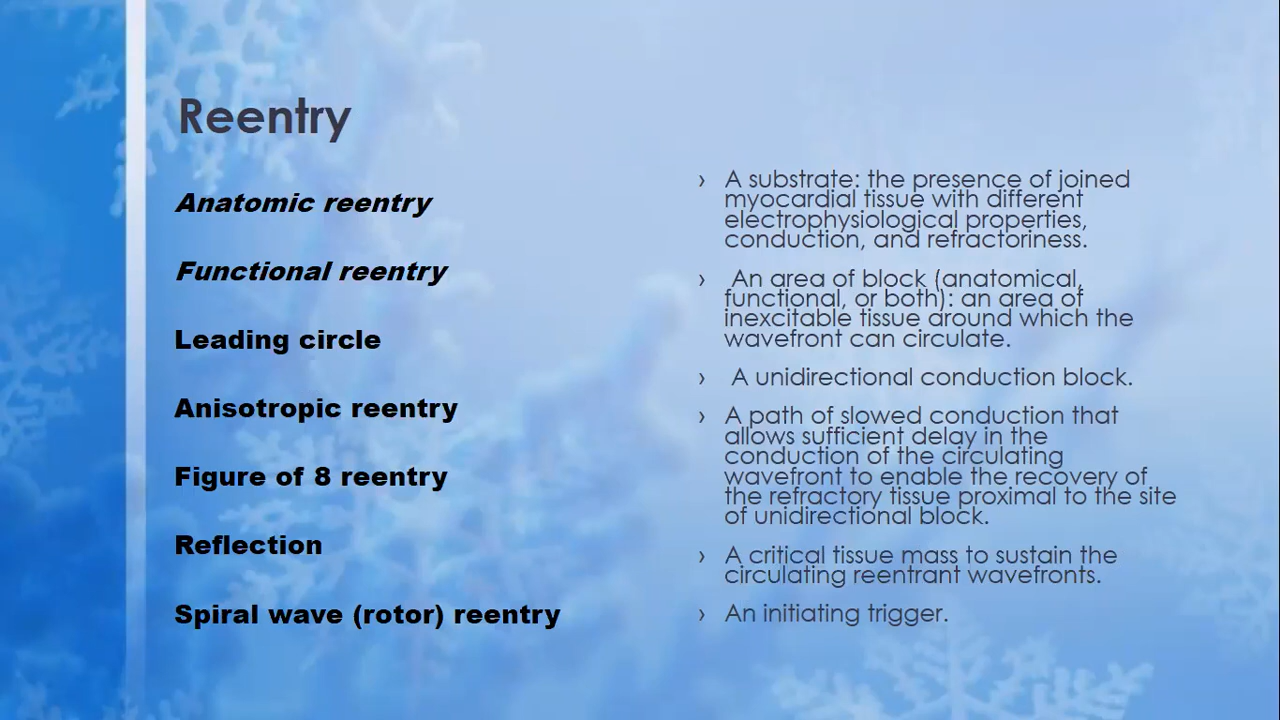 Reentry
Anatomic reentry
Functional reentry
Leading circle
Anisotropic reentry
Figure of 8 reentry
Reflection
Spiral wave (rotor) reentry
› A substrate: the presence of joined
myocardial tissue with different
electrophysiological properties,
conduction, and refractoriness.
› An area of block (anatomical,
functional, or both): an area of
inexcitable tissue around which the
wavefront can circulate.
› A unidirectional conduction block.
› A path of slowed conduction that
allows sufficient delay in the
conduction of the circulating
wavefront to enable the recovery of
the refractory tissue proximal to the site
of unidirectional block.
› A critical tissue mass to sustain the
circulating reentrant wavefronts.
› An initiating trigger.